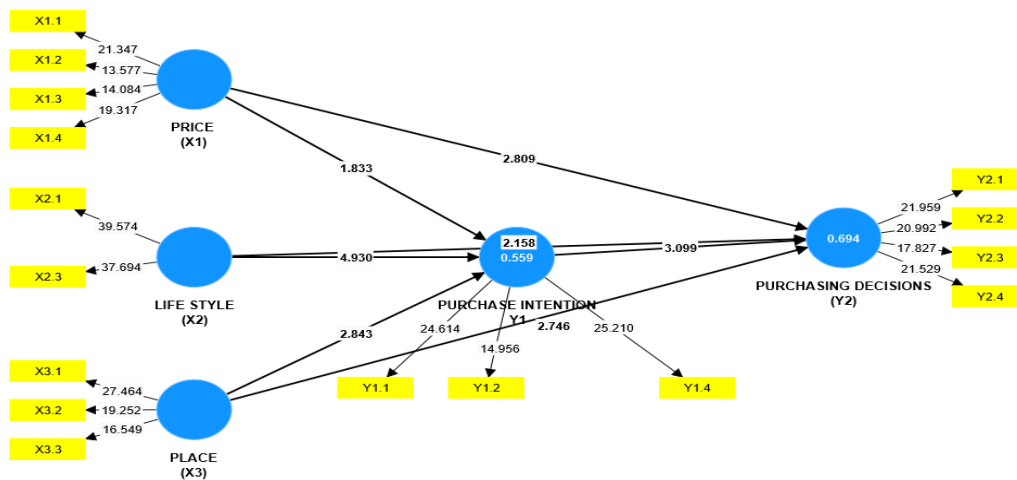 X1.1
21.347
X1.2
13.577
X1.3
14.084
X1.4
19.317
PRICE
(X1)
1.833
2.809
X2.1
39.574
X2.3
37.694
LIFE STYLE
(X2)
4.930
2.158
0.559
3.099
PURCHASE INTENTION
Y1
2.843
2.746
24.614
14.956
25.210
Y1.1
Y1.2
Y1.4
X3.1
27.464
X3.2
19.252
X3.3
16.549
PLACE
(X3)
0.694
PURCHASING DECISIONS
(Y2)
Y2.1
21.959
Y2.2
20.992
Y2.3
17.827
Y2.4
21.529